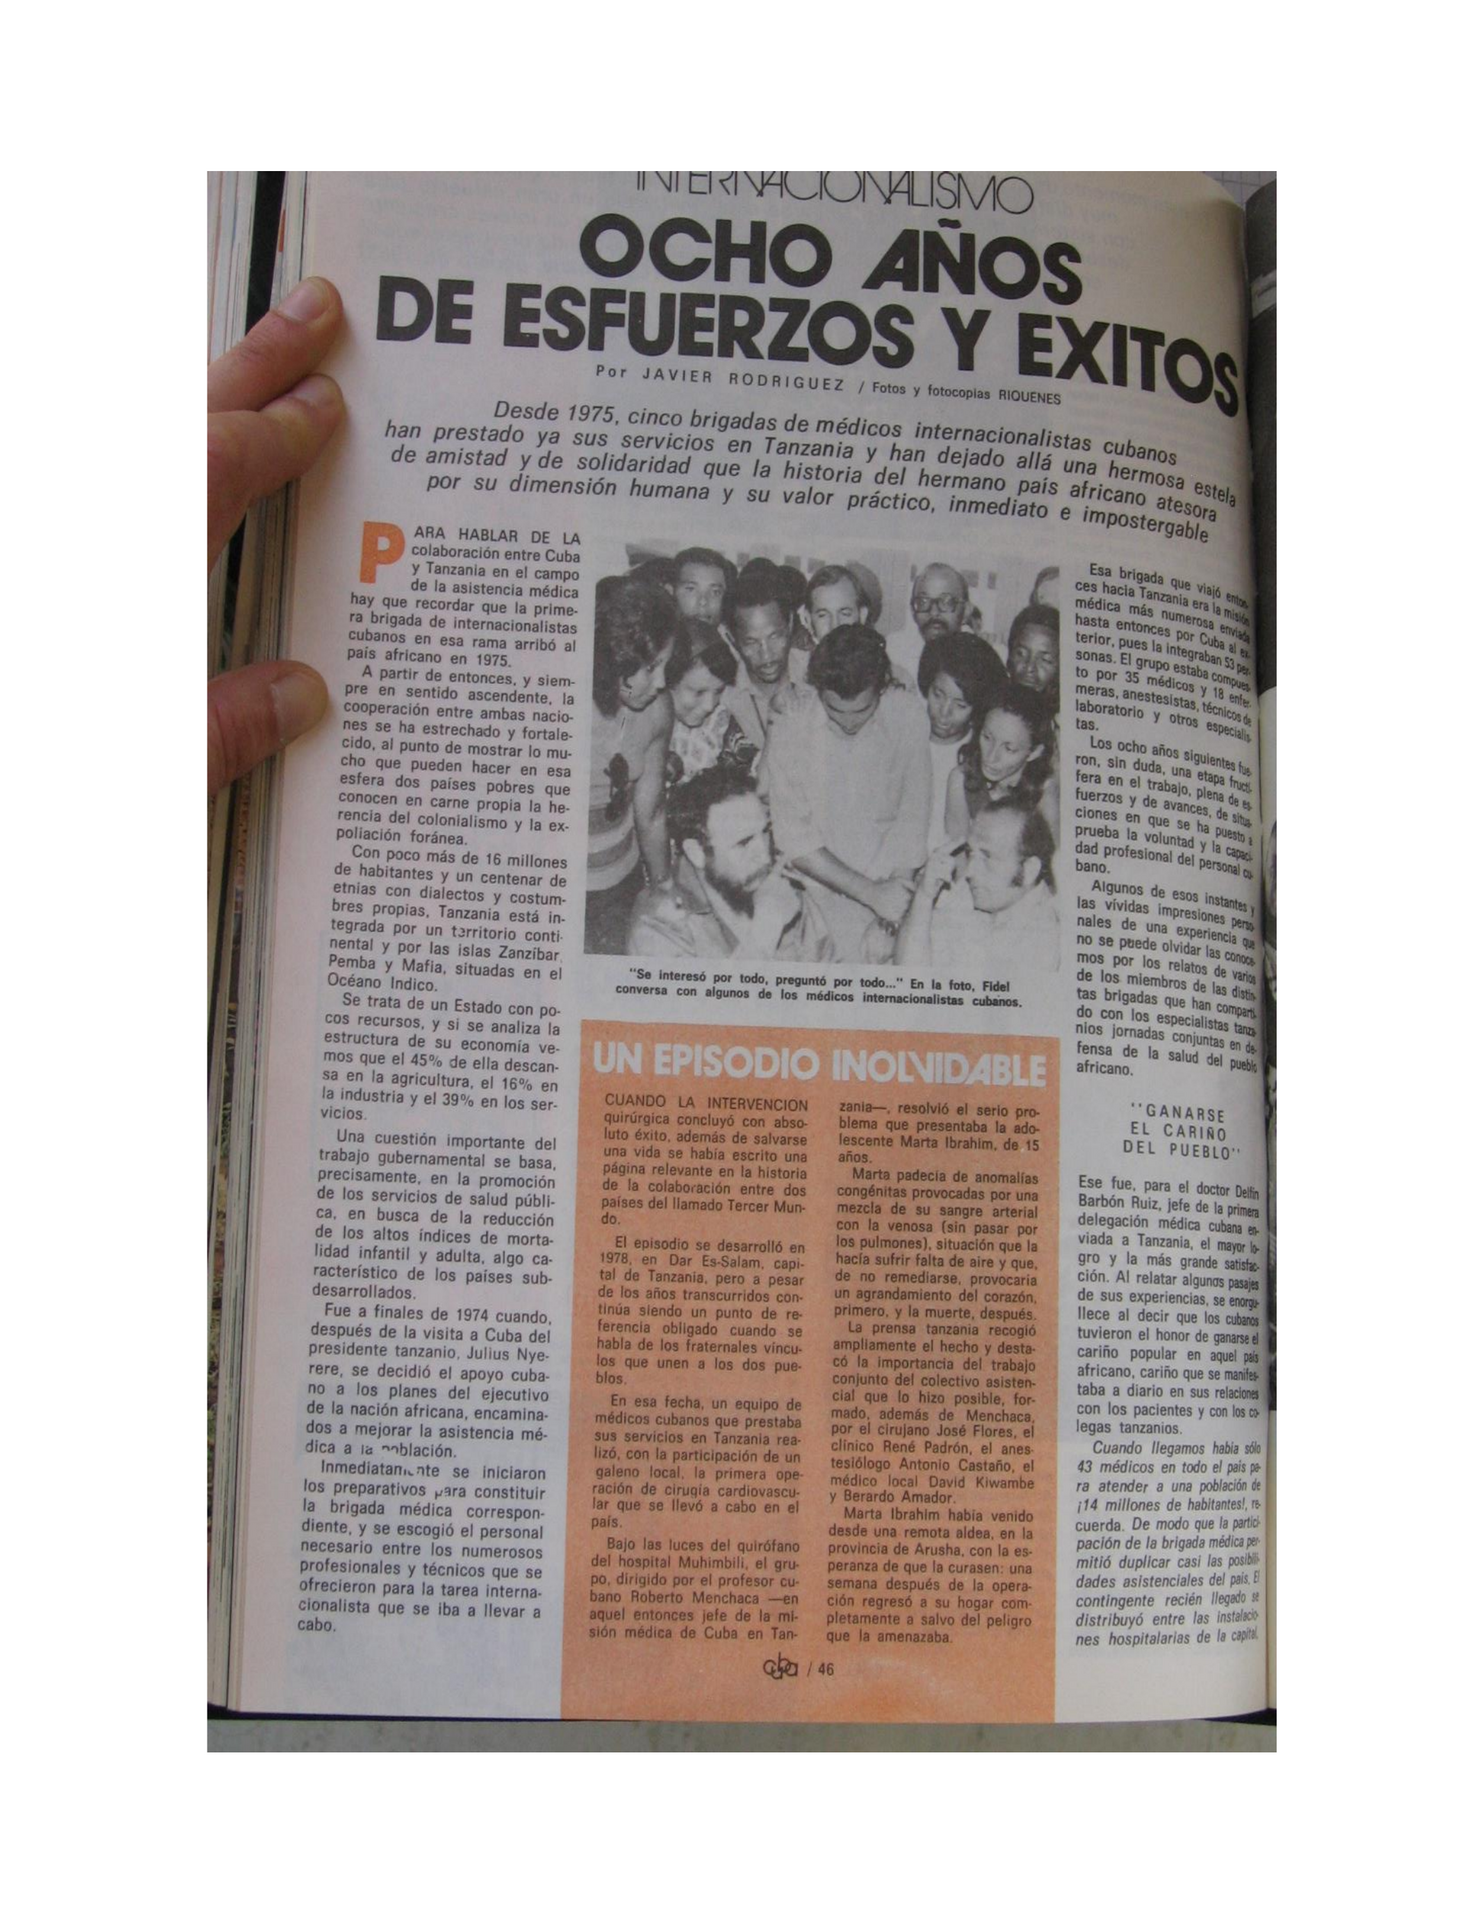 INTERNACIONALISMO
OCHO AÑOS
DE ESFUERZOS Y EXITOS
Por JAVIER RODRIGUEZ / Fotos y fotocopias RIQUENES
Desde 1975, cinco brigadas de médicos internacionalistas cubanos
han prestado ya sus servicios en Tanzania y han dejado allá una hermosa estela
de amistad y de solidaridad que la historia del hermano país africano atesora
por su dimensión humana y su valor práctico, inmediato e impostergable
PARA HABLAR DE LA
colaboración entre Cuba
y Tanzania en el campo
de la asistencia médica
hay que recordar que la prime-
ra brigada de internacionalistas
cubanos en esa rama arribó al
país africano en 1975.
A partir de entonces, y siem-
pre en sentido ascendente, la
cooperación entre ambas nacio-
nes se ha estrechado y fortale-
cido, al punto de mostrar lo mu-
cho que pueden hacer en esa
esfera dos países pobres que
conocen en carne propia la he-
rencia del colonialismo y la ex-
poliación foránea.
Con poco más de 16 millones
de habitantes y un centenar de
etnias con dialectos y costum-
bres propias, Tanzania está in-
tegrada por un territorio conti-
nental y por las islas Zanzíbar,
Pemba y Mafia, situadas en el
Océano Indico.
Se trata de un Estado con po-
cos recursos, y si se analiza la
estructura de su economía ve-
mos que el 45% de ella descan-
sa en la agricultura, el 16% en
la industria y el 39% en los ser-
vicios.
Una cuestión importante del
trabajo gubernamental se basa,
precisamente, en la promoción
de los servicios de salud públi-
ca, en busca de la reducción
de los altos índices de morta-
lidad infantil y adulta, algo ca-
racterístico de los países sub-
desarrollados.
Fue a finales de 1974 cuando,
después de la visita a Cuba del
presidente tanzanio, Julius Nye-
rere, se decidió el apoyo cuba-
no a los planes del ejecutivo
de la nación africana, encamina-
dos a mejorar la asistencia mé-
dica a la población.
Inmediatamente se iniciaron
los preparativos para constituir
la brigada médica correspon-
diente, y se escogió el personal
necesario entre los numerosos
profesionales y técnicos que se
ofrecieron para la tarea interna-
cionalista que se iba a llevar a
cabo.
"Se interesó por todo, preguntó por todo..." En la foto, Fidel
conversa con algunos de los médicos internacionalistas cubanos.
UN EPISODIO INOLVIDABLE
CUANDO LA INTERVENCION
quirúrgica concluyó con abso-
luto éxito, además de salvarse
una vida se había escrito una
página relevante en la historia
de la colaboración entre dos
países del llamado Tercer Mun-
do.
El episodio se desarrolló en
1978, en Dar Es-Salam, capi-
tal de Tanzania, pero a pesar
de los años transcurridos con-
tinúa siendo un punto de re-
ferencia obligado cuando se
habla de los fraternales víncu-
los que unen a los dos pue-
blos.
En esa fecha, un equipo de
médicos cubanos que prestaba
sus servicios en Tanzania rea-
lizó, con la participación de un
galeno local, la primera ope-
ración de cirugía cardiovascu-
lar que se llevó a cabo en el
país.
Bajo las luces del quirófano
del hospital Muhimbili, el gru-
po, dirigido por el profesor cu-
bano Roberto Menchaca —en
aquel entonces jefe de la mi-
sión médica de Cuba en Tan-
zania—, resolvió el serio pro-
blema que presentaba la ado-
lescente Marta Ibrahim, de 15
años.
Marta padecía de anomalías
congénitas provocadas por una
mezcla de su sangre arterial
con la venosa (sin pasar por
los pulmones), situación que la
hacía sufrir falta de aire y que,
de no remediarse, provocaría
un agrandamiento del corazón,
primero, y la muerte, después.
La prensa tanzania recogió
ampliamente el hecho y desta-
có la importancia del trabajo
conjunto del colectivo asisten-
cial que lo hizo posible, for-
mado, además de Menchaca,
por el cirujano José Flores, el
clínico René Padrón, el anes-
tesiólogo Antonio Castaño, el
médico local David Kiwambe
y Berardo Amador.
Marta Ibrahim había venido
desde una remota aldea, en la
provincia de Arusha, con la es-
peranza de que la curasen: una
semana después de la opera-
ción regresó a su hogar com-
pletamente a salvo del peligro
que la amenazaba.
Esa brigada que viajó enton-
ces hacia Tanzania era la misión
médica más numerosa enviada
hasta entonces por Cuba al ex-
terior, pues la integraban 53 per-
sonas. El grupo estaba compues-
to por 35 médicos y 18 enfer-
meras, anestesistas, técnicos de
laboratorio y otros especialis-
tas.
Los ocho años siguientes fue-
ron, sin duda, una etapa fructí-
fera en el trabajo, plena de es-
fuerzos y de avances, de situa-
ciones en que se ha puesto a
prueba la voluntad y la capaci-
dad profesional del personal cu-
bano.
Algunos de esos instantes y
las vívidas impresiones perso-
nales de una experiencia que
no se puede olvidar las conoce-
mos por los relatos de varios
de los miembros de las distin-
tas brigadas que han comparti-
do con los especialistas tanza-
nios jornadas conjuntas en de-
fensa de la salud del pueblo
africano.
"GANARSE
EL CARIÑO
DEL PUEBLO"
Ese fue, para el doctor Delfín
Barbón Ruiz, jefe de la primera
delegación médica cubana en-
viada a Tanzania, el mayor lo-
gro y la más grande satisfac-
ción. Al relatar algunos pasajes
de sus experiencias, se enorgu-
llece al decir que los cubanos
tuvieron el honor de ganarse el
cariño popular en aquel país
africano, cariño que se manifes-
taba a diario en sus relaciones
con los pacientes y con los co-
legas tanzanios.
Cuando llegamos había sólo
43 médicos en todo el país pa-
ra atender a una población de
¡14 millones de habitantes!, re-
cuerda. De modo que la partici-
pación de la brigada médica per-
mitió duplicar casi las posibili-
dades asistenciales del país. El
contingente recién llegado se
distribuyó entre las instalacio-
nes hospitalarias de la capital,
cuba / 46